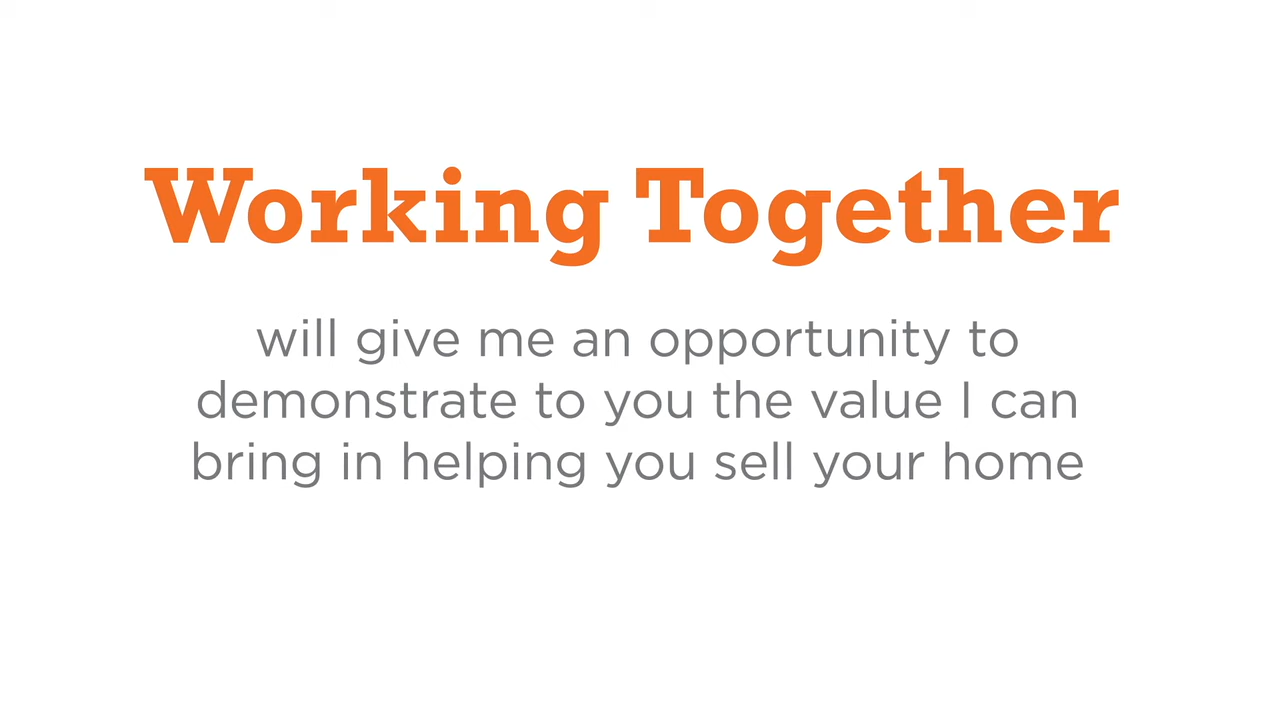 Working Together
will give me an opportunity to
demonstrate to you the value I can
bring in helping you sell your home